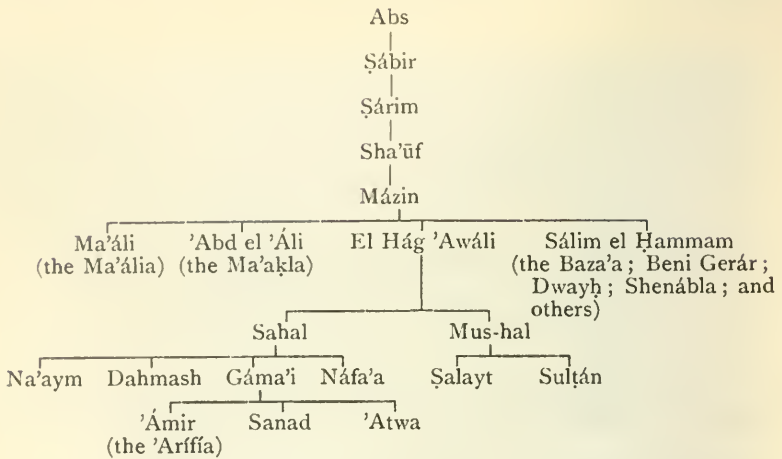 Abs
Ṣábir
Ṣárim
Sha’ūf
Mázin
Ma’áli ’Abd el ’Áli El Hág ’Awáli Sálim el Ḥammam
(the Ma’ália) (the Ma’aḳla) (the Baza’a; Beni Gerár;
Dwayḥ; Shenábla; and
others)
Sahal Mus-hal
Na’aym Dahmash Gáma’i Náfa’a Ṣalayt Sulṭán
’Ámir Sanad ’Atwa
(the ’Arífía)